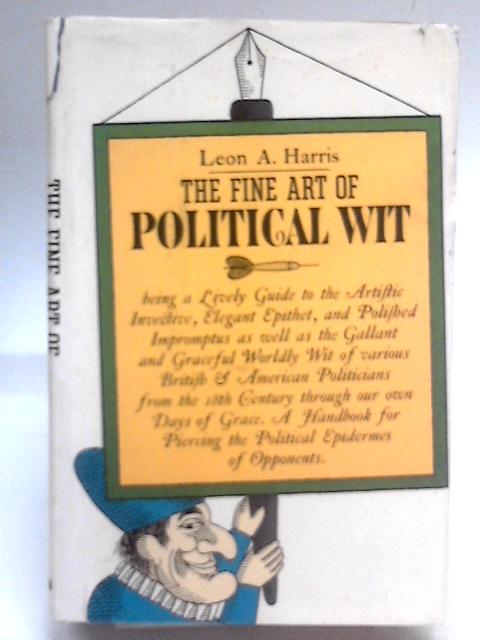 Leon A. Harris
THE FINE ART OF
POLITICAL WIT
being a Lively Guide to the Artiſtic
Invective, Elegant Epithet, and Poliſhed
Impromptus as well as the Gallant
and Graceful Worldly Wit of various
Britiſh & American Politicians
from the 18th Century through our own
Days of Grace. A Handbook for
Piercing the Political Epidermes
of Opponents.
THE FINE ART OF